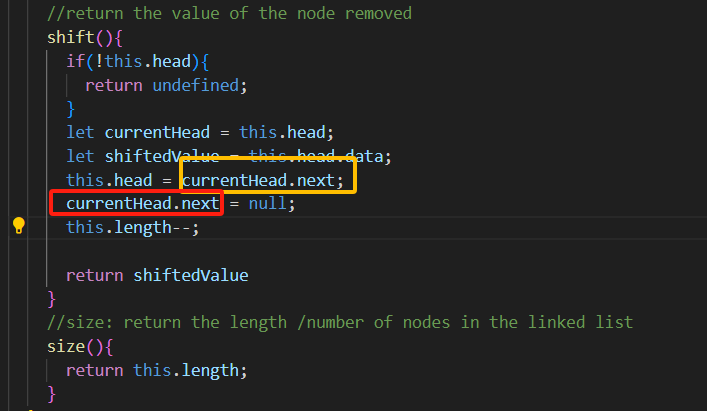 //return the value of the node removed
shift(){
if(!this.head){
return undefined;
}
let currentHead = this.head;
let shiftedValue = this.head.data;
this.head = currentHead.next;
currentHead.next = null;
this.length--;
return shiftedValue
}
//size: return the length /number of nodes in the linked list
size(){
return this.length;
}